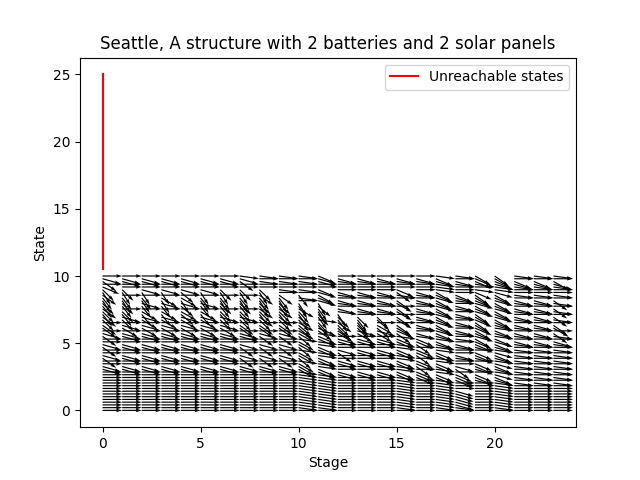 Seattle, A structure with 2 batteries and 2 solar panels
Unreachable states
25
20
15
10
5
0
State
0
5
10
15
20
Stage